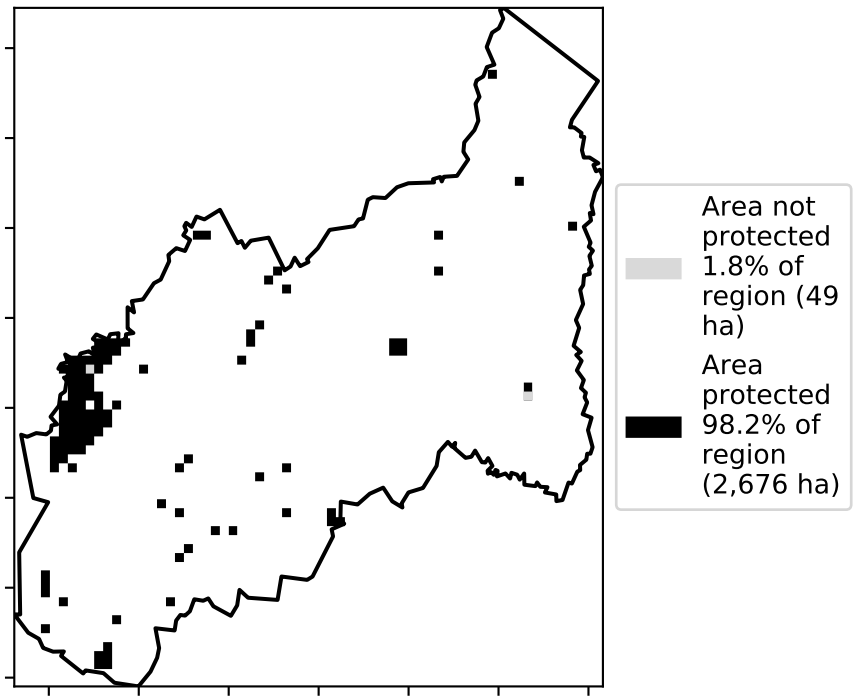 Area not
protected
1.8% of
region (49
ha)
Area
protected
98.2% of
region
(2,676 ha)